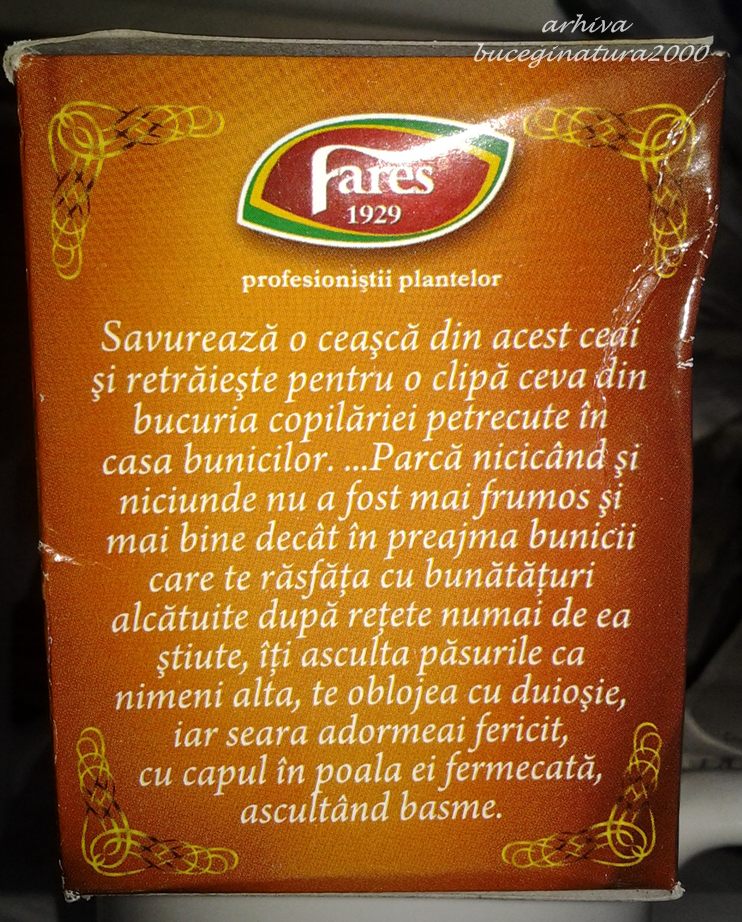 arhiva
buceginatura2000
Fares
1929
profesioniştii plantelor
Savurează o ceaşcă din acest ceai
şi retrăieşte pentru o clipă ceva din
bucuria copilăriei petrecute în
casa bunicilor. ...Parcă nicicând şi
niciunde nu a fost mai frumos şi
mai bine decât în preajma bunicii
care te răsfăţa cu bunătăţuri
alcătuite după reţete numai de ea
ştiute, îţi asculta păsurile ca
nimeni alta, te oblojea cu duioşie,
iar seara adormeai fericit,
cu capul în poala ei fermecată,
ascultând basme.